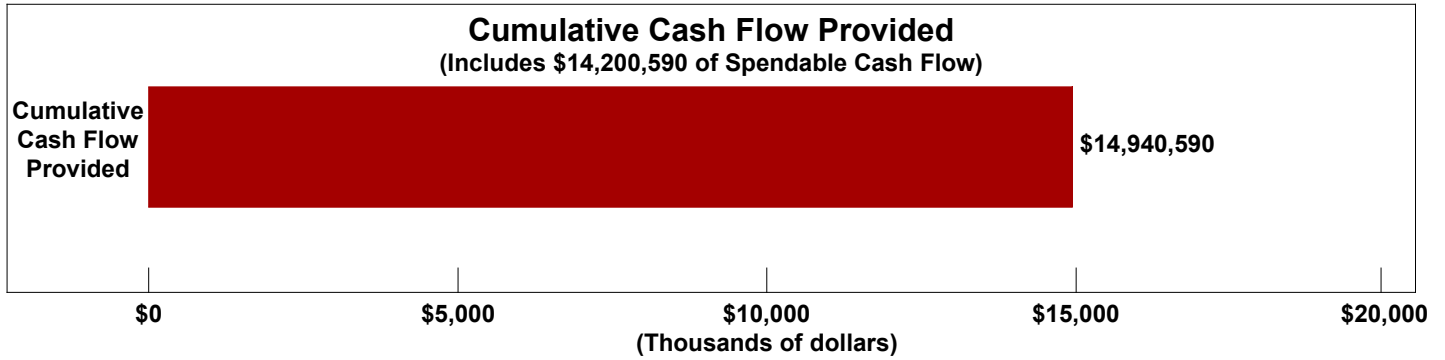 Cumulative Cash Flow Provided
(Includes $14,200,590 of Spendable Cash Flow)
Cumulative
Cash Flow
Provided
$14,940,590
$0 $5,000 $10,000 $15,000 $20,000
(Thousands of dollars)